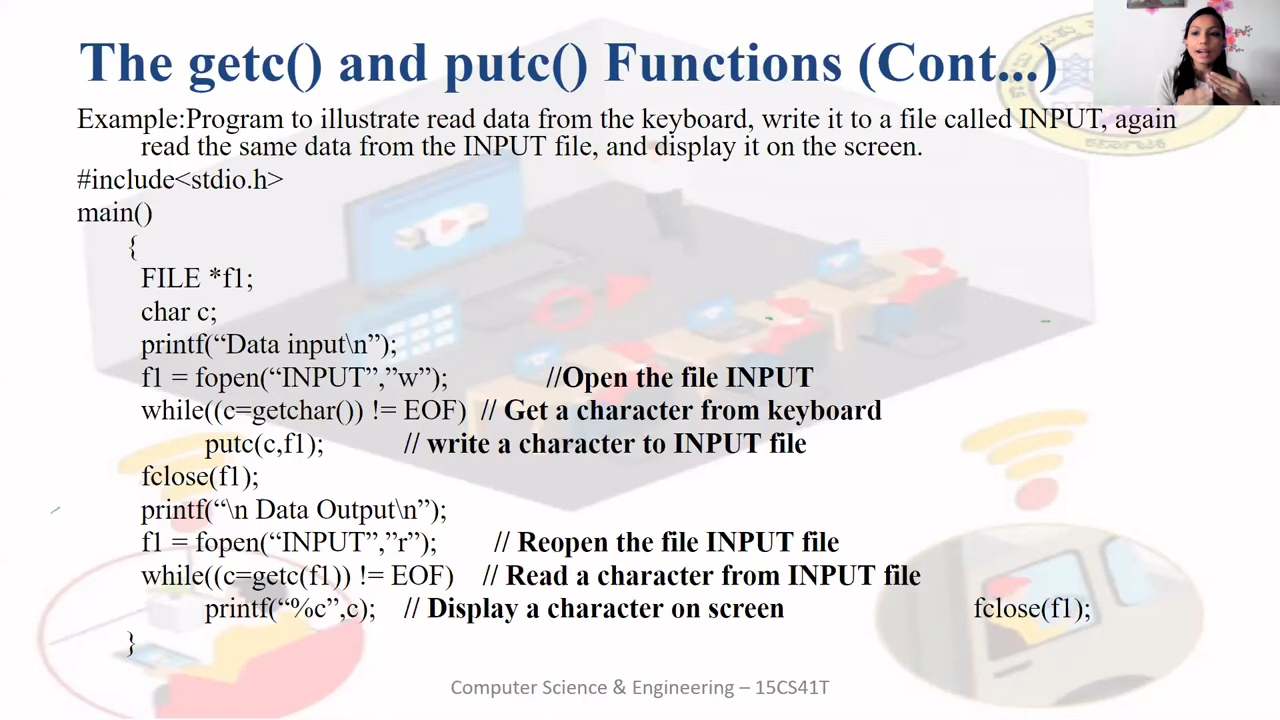 The getc() and putc() Functions (Cont...)
Example:Program to illustrate read data from the keyboard, write it to a file called INPUT, again
read the same data from the INPUT file, and display it on the screen.
#include<stdio.h>
main()
{
FILE *f1;
char c;
printf(“Data input\n”);
f1 = fopen(“INPUT”,”w”); //Open the file INPUT
while((c=getchar()) != EOF) // Get a character from keyboard
putc(c,f1); // write a character to INPUT file
fclose(f1);
printf(“\n Data Output\n”);
f1 = fopen(“INPUT”,”r”); // Reopen the file INPUT file
while((c=getc(f1)) != EOF) // Read a character from INPUT file
printf(“%c”,c); // Display a character on screen fclose(f1);
}
Computer Science & Engineering – 15CS41T